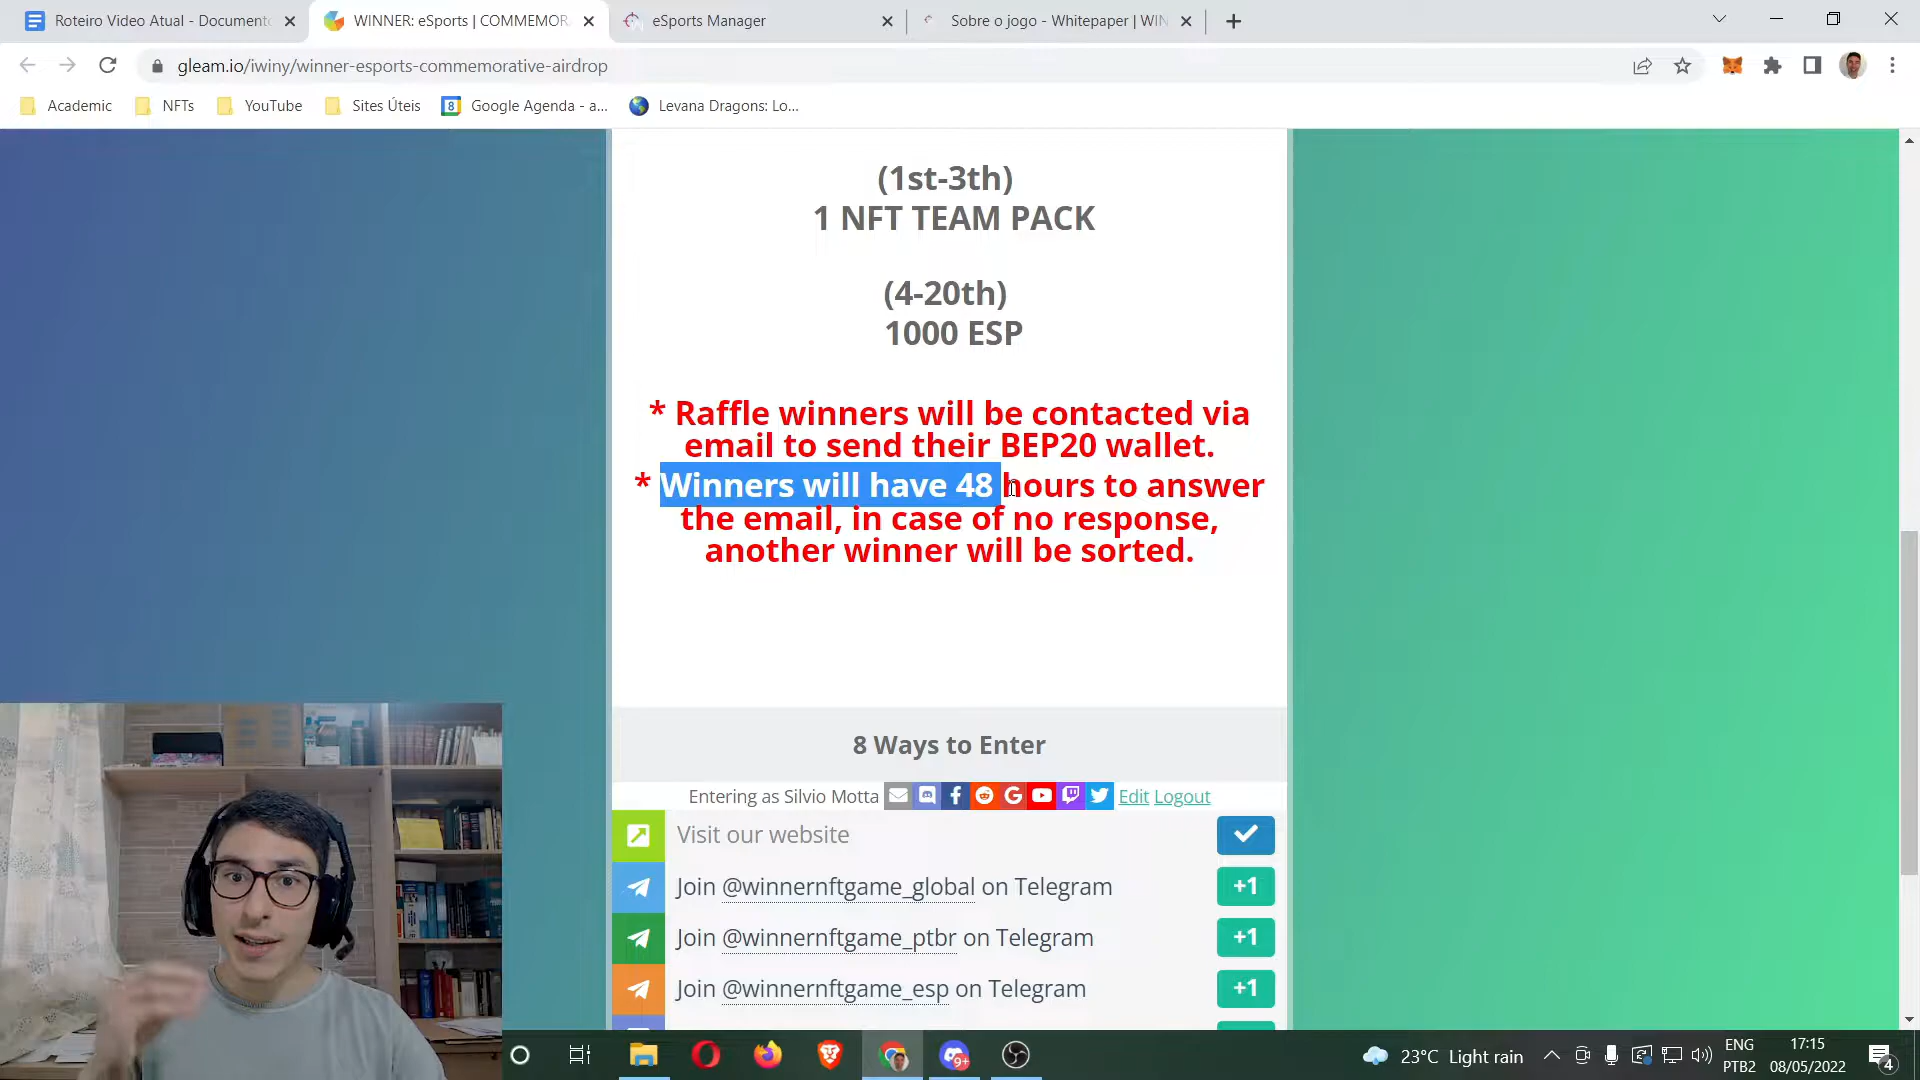 Roteiro Video Atual - Documento
WINNER: eSports | COMMEMOR
eSports Manager
Sobre o jogo - Whitepaper | WIN
gleam.io/iwiny/winner-esports-commemorative-airdrop
Academic
NFTs
YouTube
Sites Úteis
8
Google Agenda - a...
Levana Dragons: Lo...
(1st-3th)
1 NFT TEAM PACK
(4-20th)
1000 ESP
* Raffle winners will be contacted via
email to send their BEP20 wallet.
* Winners will have 48 hours to answer
the email, in case of no response,
another winner will be sorted.
8 Ways to Enter
Entering as Silvio Motta
Edit Logout
Visit our website
Join @winnernftgame_global on Telegram
+1
Join @winnernftgame_ptbr on Telegram
+1
Join @winnernftgame_esp on Telegram
+1
9+
23°C Light rain
ENG
PTB2
17:15
08/05/2022
4